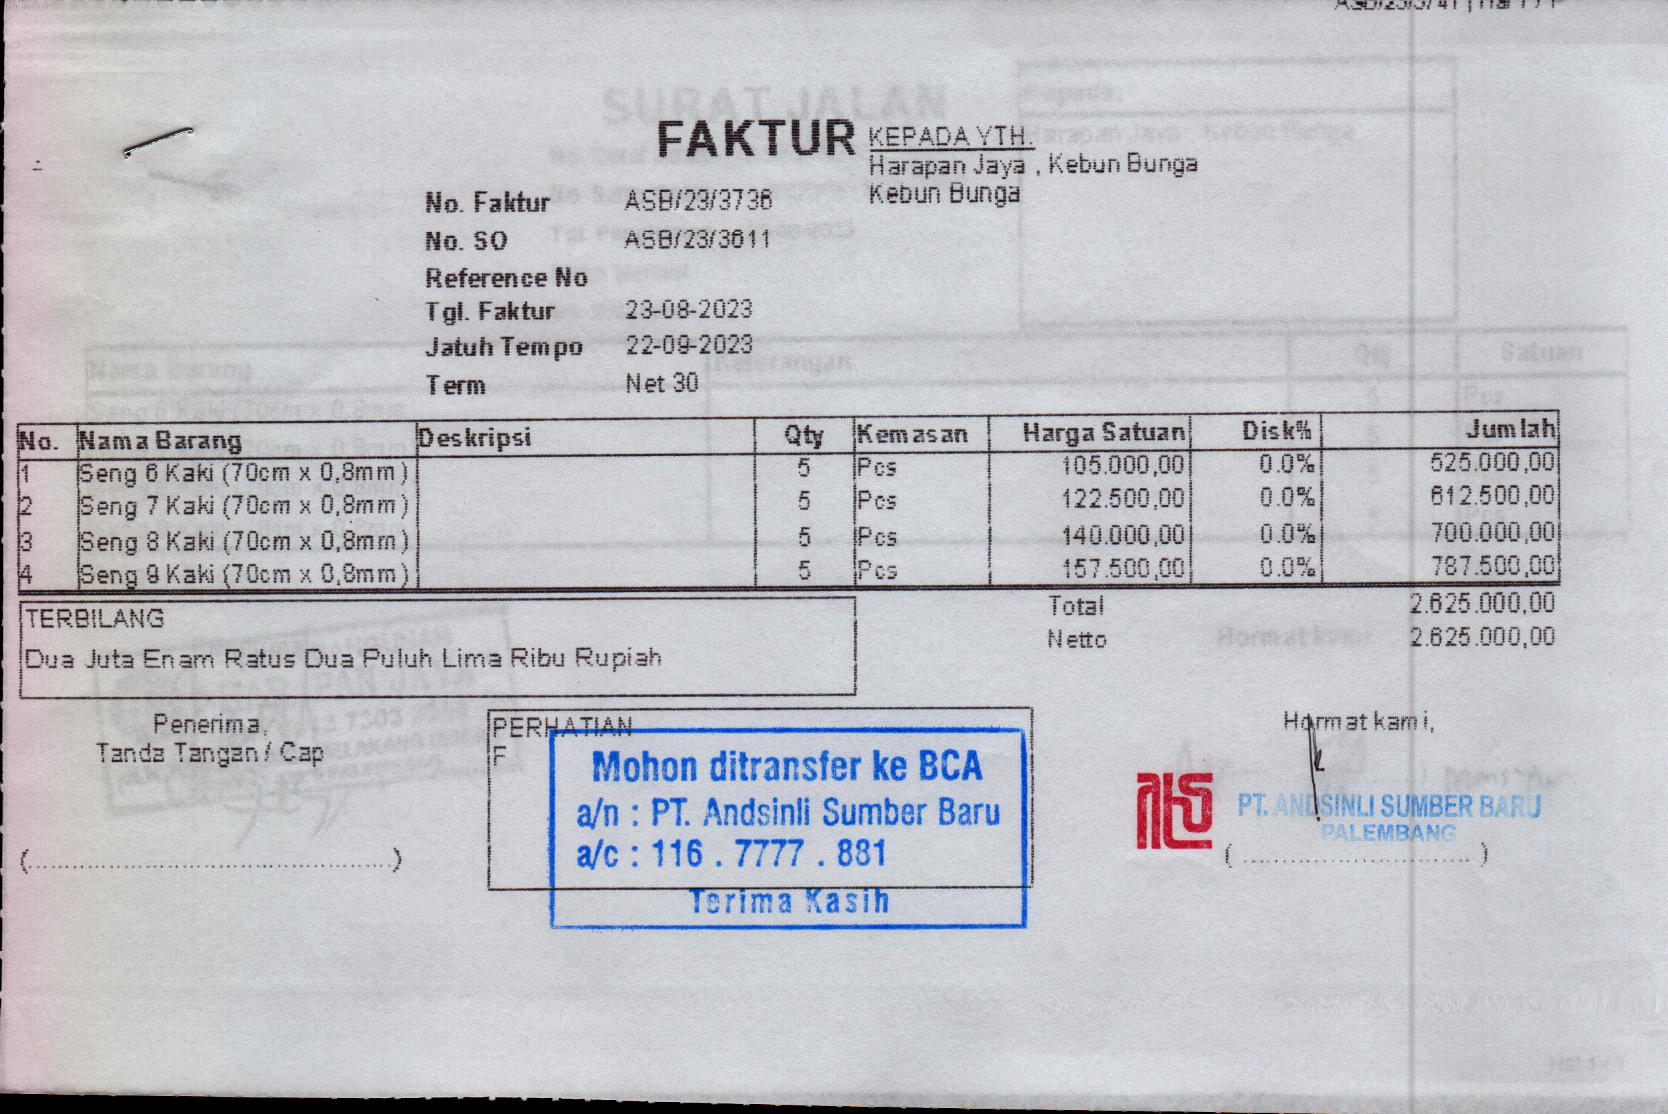 FAKTUR
KEPADA YTH.
Harapan Jaya , Kebun Bunga
Kebun Bunga
No. Faktur ASB/23/3736
No. SO ASB/23/3611
Reference No
Tgl. Faktur 23-08-2023
Jatuh Tempo 22-09-2023
Term Net 30
No. Nama Barang Deskripsi Qty Kemasan Harga Satuan Disk% Jumlah
1 Seng 6 Kaki (70cm x 0,8mm) 5 Pcs 105.000,00 0.0% 525.000,00
2 Seng 7 Kaki (70cm x 0,8mm) 5 Pcs 122.500,00 0.0% 612.500,00
3 Seng 8 Kaki (70cm x 0,8mm) 5 Pcs 140.000,00 0.0% 700.000,00
4 Seng 9 Kaki (70cm x 0,8mm) 5 Pcs 157.500,00 0.0% 787.500,00
Total 2.625.000,00
Netto 2.625.000,00
TERBILANG
Dua Juta Enam Ratus Dua Puluh Lima Ribu Rupiah
Penerima,
Tanda Tangan / Cap
(....................................................)
PERHATIAN
F
Mohon ditransfer ke BCA
a/n : PT. Andsinli Sumber Baru
a/c : 116 . 7777 . 881
Terima Kasih
Hormat kami,
PT. ANDSINLI SUMBER BARU
PALEMBANG
( ................................. )
SURAT JALAN
Nama Barang Keterangan Qty Satuan